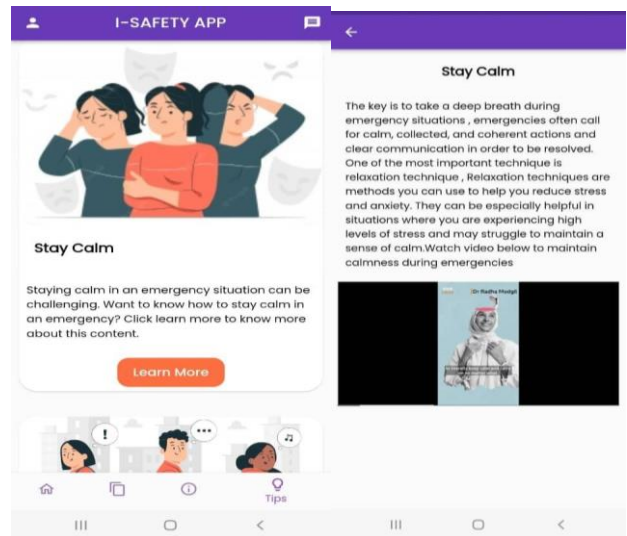 I-SAFETY APP
Stay Calm
Staying calm in an emergency situation can be
challenging. Want to know how to stay calm in
an emergency? Click learn more to know more
about this content.
Learn More
!
...
Tips
Stay Calm
The key is to take a deep breath during
emergency situations , emergencies often call
for calm, collected, and coherent actions and
clear communication in order to be resolved.
One of the most important technique is
relaxation technique , Relaxation techniques are
methods you can use to help you reduce stress
and anxiety. They can be especially helpful in
situations where you are experiencing high
levels of stress and may struggle to maintain a
sense of calm.Watch video below to maintain
calmness during emergencies
Dr Radha Modgil